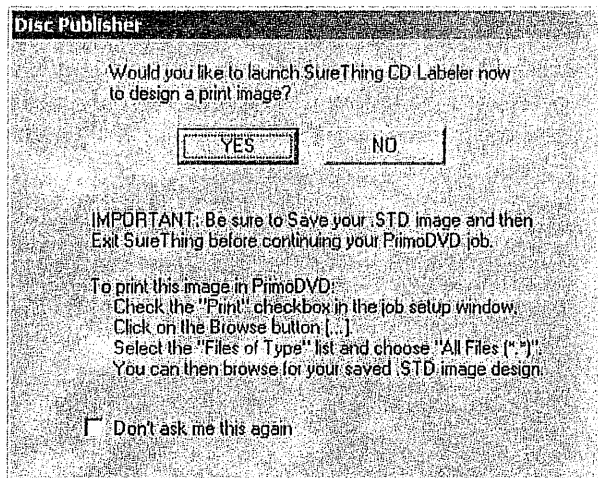 Disc Publisher
Would you like to launch SureThing CD Labeler now
to design a print image?
YES
NO
IMPORTANT: Be sure to Save your .STD image and then
Exit SureThing before continuing your PrimoDVD job.
To print this image in PrimoDVD:
Check the "Print" checkbox in the job setup window.
Click on the Browse button [...].
Select the "Files of Type" list and choose "All Files (*.*)".
You can then browse for your saved .STD image design.
Don't ask me this again